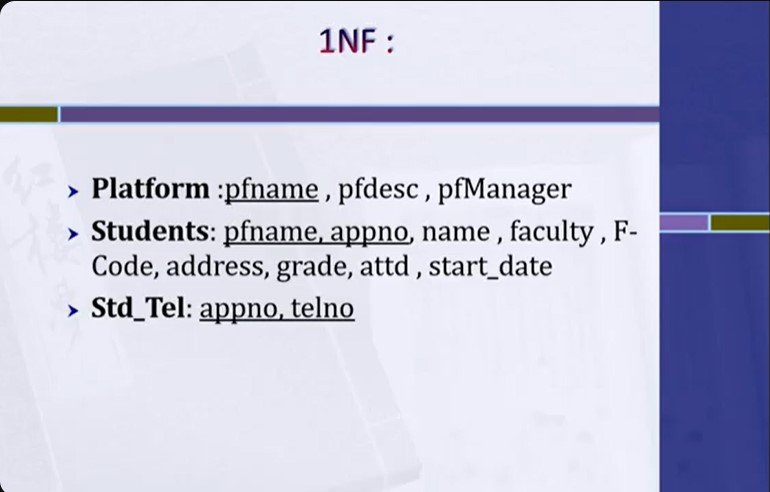 1NF :
➤ Platform :pfname , pfdesc , pfManager
➤ Students: pfname, appno, name , faculty , F-
Code, address, grade, attd , start_date
➤ Std_Tel: appno, telno